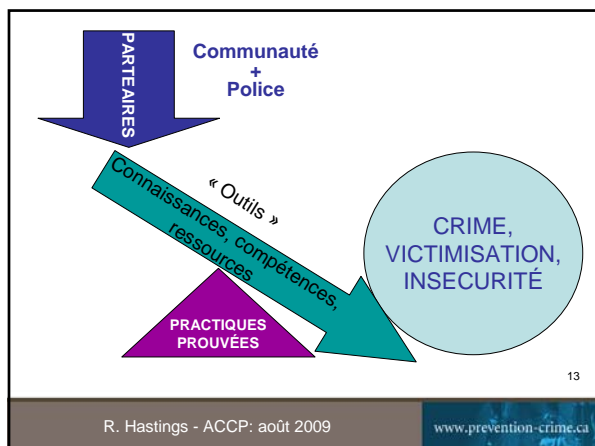 PARTEAIRES
Communauté
+
Police
« Outils »
Connaissances, compétences,
ressources
CRIME,
VICTIMISATION,
INSECURITÉ
PRACTIQUES
PROUVÉES
13
R. Hastings - ACCP: août 2009
www.prevention-crime.ca